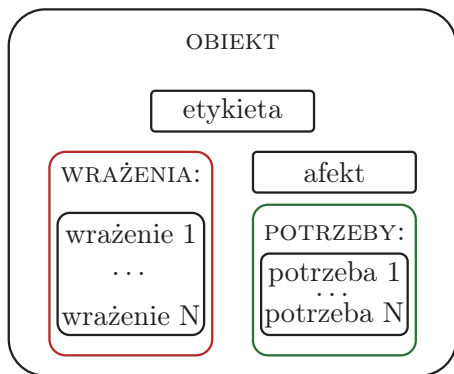 OBIEKT
etykieta
WRAŻENIA:
wrażenie 1
...
wrażenie N
afekt
POTRZEBY:
potrzeba 1
...
potrzeba N